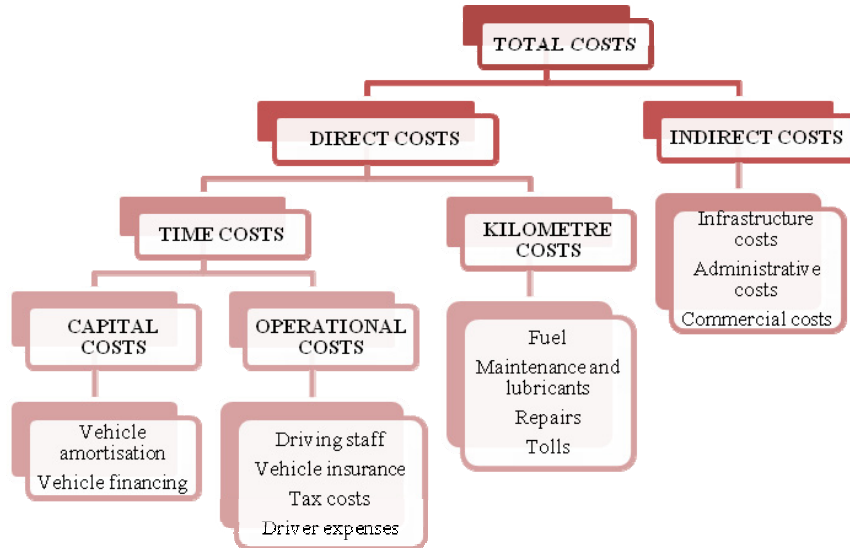 TOTAL COSTS
DIRECT COSTS
INDIRECT COSTS
TIME COSTS
KILOMETRE
COSTS
Infrastructure
costs
Administrative
costs
Commercial costs
CAPITAL
COSTS
OPERATIONAL
COSTS
Fuel
Maintenance and
lubricants
Repairs
Tolls
Vehicle
amortisation
Vehicle financing
Driving staff
Vehicle insurance
Tax costs
Driver expenses